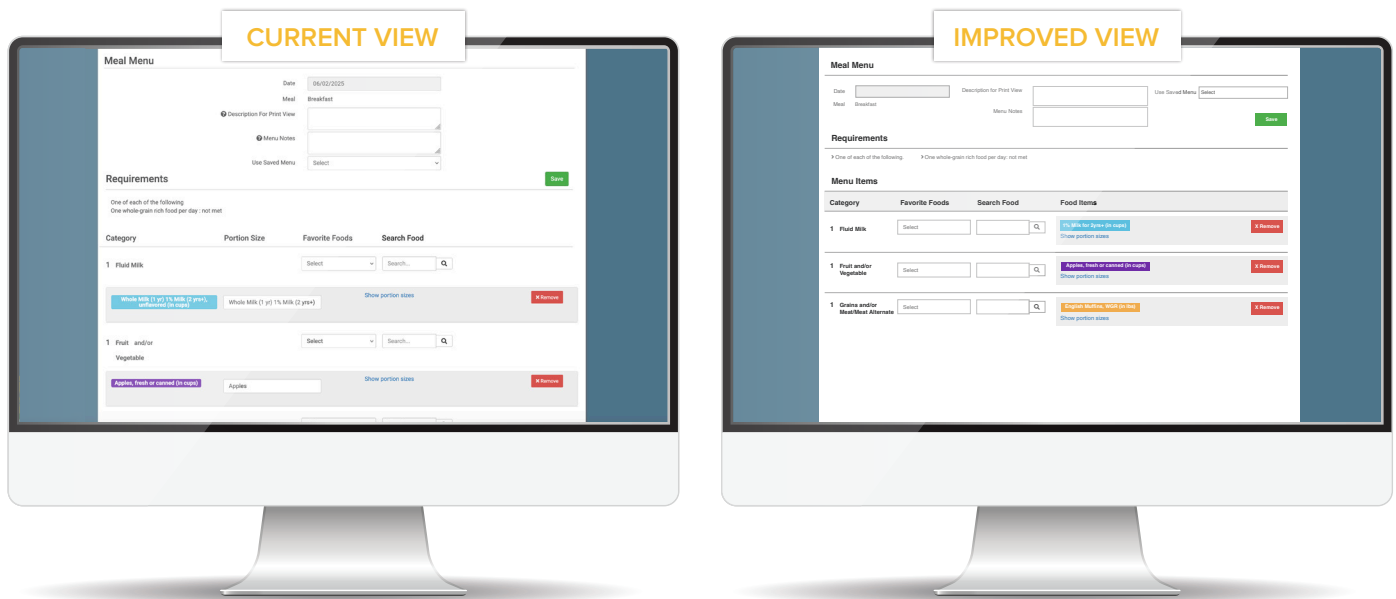 CURRENT VIEW
Meal Menu
Date 06/02/2025
Meal Breakfast
Description For Print View
Menu Notes
Use Saved Menu Select
Requirements Save
One of each of the following
One whole-grain rich food per day : not met
Category Portion Size Favorite Foods Search Food
1 Fluid Milk Select Search...
Whole Milk (1 yr) 1% Milk (2 yrs+),
unflavored (in cups)
Whole Milk (1 yr) 1% Milk (2 yrs+)
Show portion sizes
× Remove
1 Fruit and/or
Vegetable
Select Search...
Apples, fresh or canned (in cups)
Apples
Show portion sizes
× Remove
IMPROVED VIEW
Meal Menu
Date Description for Print View Use Saved Menu Select
Meal Breakfast
Menu Notes
Save
Requirements
One of each of the following One whole-grain rich food per day: not met
Menu Items
Category Favorite Foods Search Food Food Items
1 Fluid Milk Select
1% Milk for 2yrs+ (in cups)
Show portion sizes
X Remove
1 Fruit and/or
Vegetable
Select
Apples, fresh or canned (in cups)
Show portion sizes
X Remove
1 Grains and/or
Meat/Meat Alternate
Select
English Muffins, WGR (in
Show portion sizes
X Remove